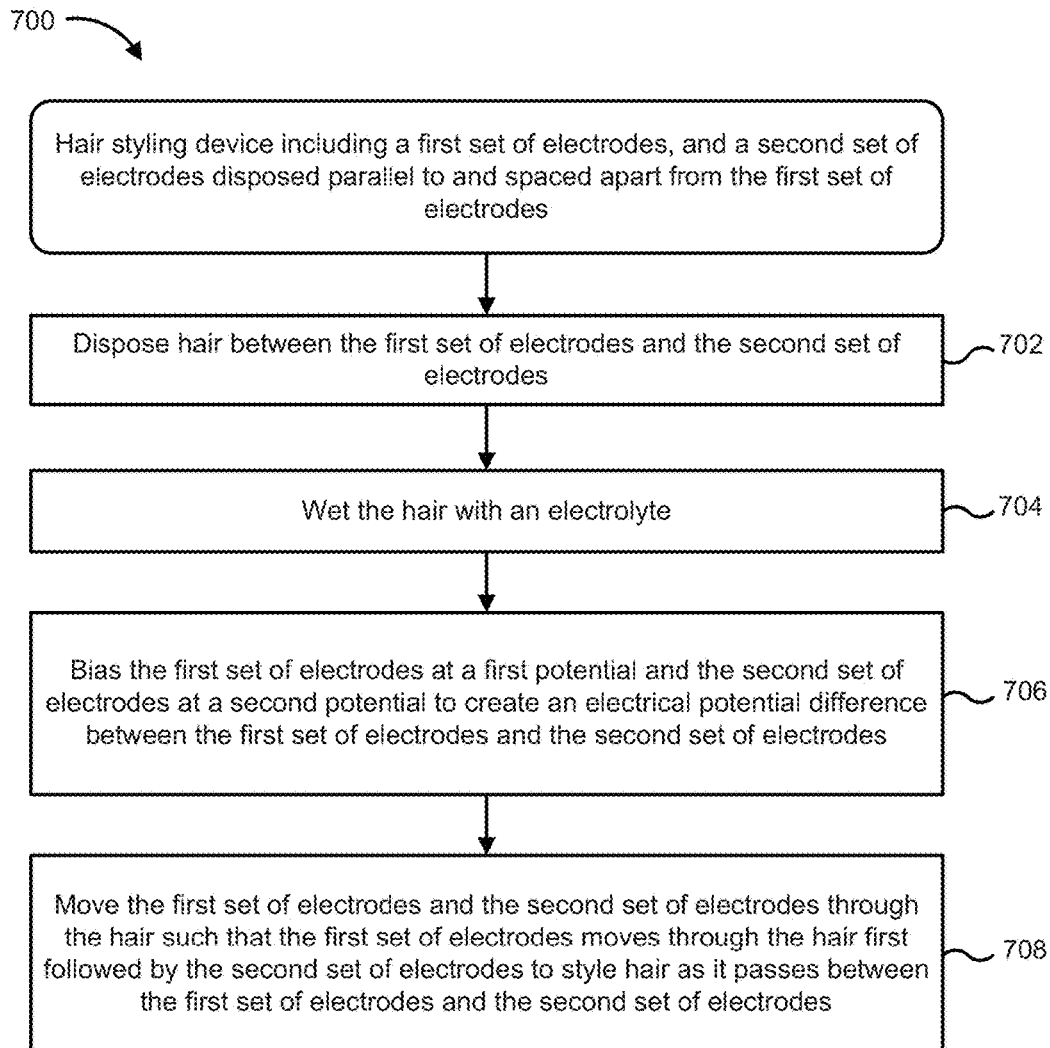 700
Hair styling device including a first set of electrodes, and a second set of
electrodes disposed parallel to and spaced apart from the first set of
electrodes
Dispose hair between the first set of electrodes and the second set of
electrodes
702
Wet the hair with an electrolyte
704
Bias the first set of electrodes at a first potential and the second set of
electrodes at a second potential to create an electrical potential difference
between the first set of electrodes and the second set of electrodes
706
Move the first set of electrodes and the second set of electrodes through
the hair such that the first set of electrodes moves through the hair first
followed by the second set of electrodes to style hair as it passes between
the first set of electrodes and the second set of electrodes
708